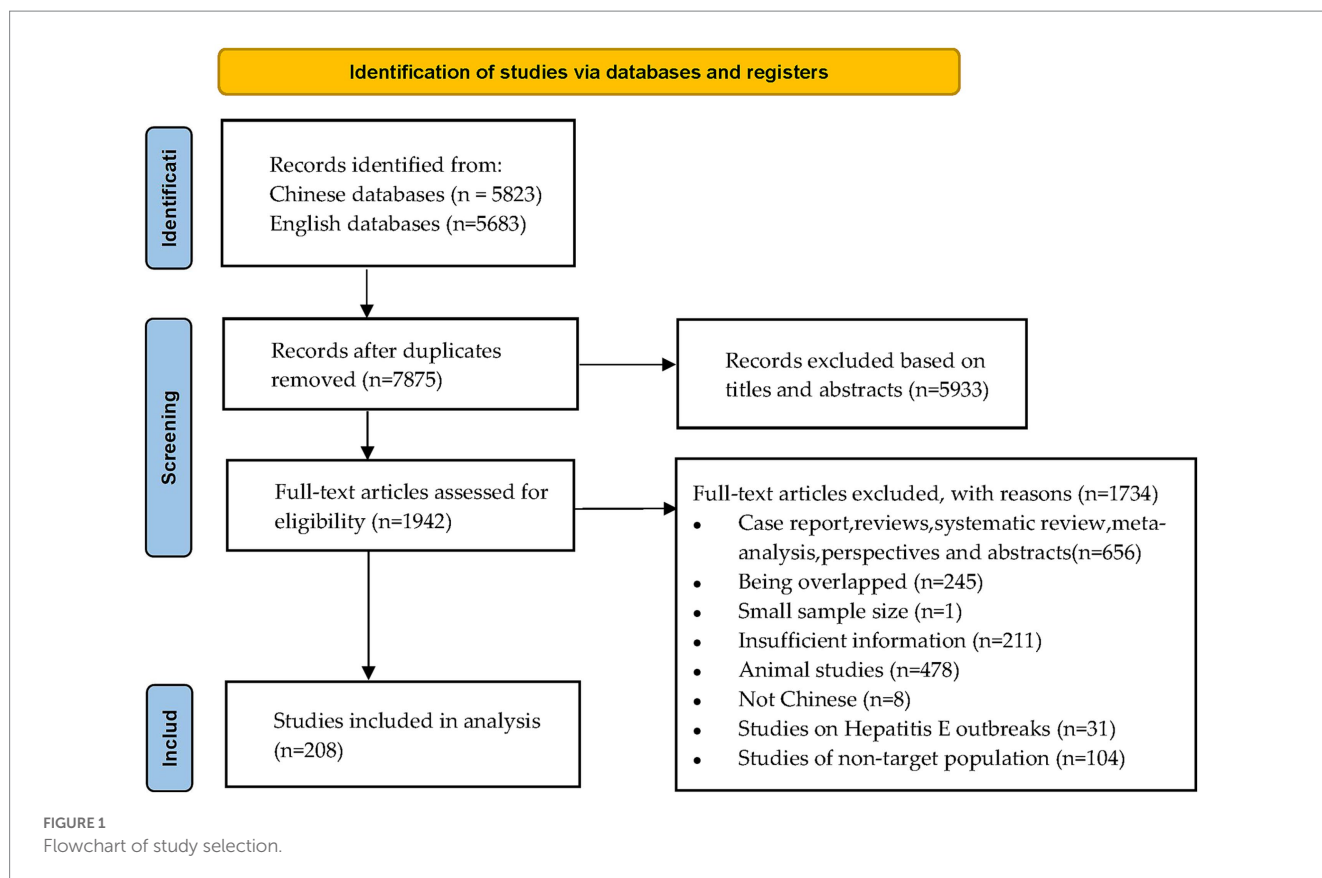 Identification of studies via databases and registers
Identificati
Records identified from:
Chinese databases (n = 5823)
English databases (n=5683)
Screening
Records after duplicates
removed (n=7875)
Records excluded based on
titles and abstracts (n=5933)
Full-text articles assessed for
eligibility (n=1942)
Full-text articles excluded, with reasons (n=1734)
• Case report,reviews,systematic review,meta-
analysis,perspectives and abstracts(n=656)
• Being overlapped (n=245)
• Small sample size (n=1)
• Insufficient information (n=211)
• Animal studies (n=478)
• Not Chinese (n=8)
• Studies on Hepatitis E outbreaks (n=31)
• Studies of non-target population (n=104)
Includ
Studies included in analysis
(n=208)
FIGURE 1
Flowchart of study selection.